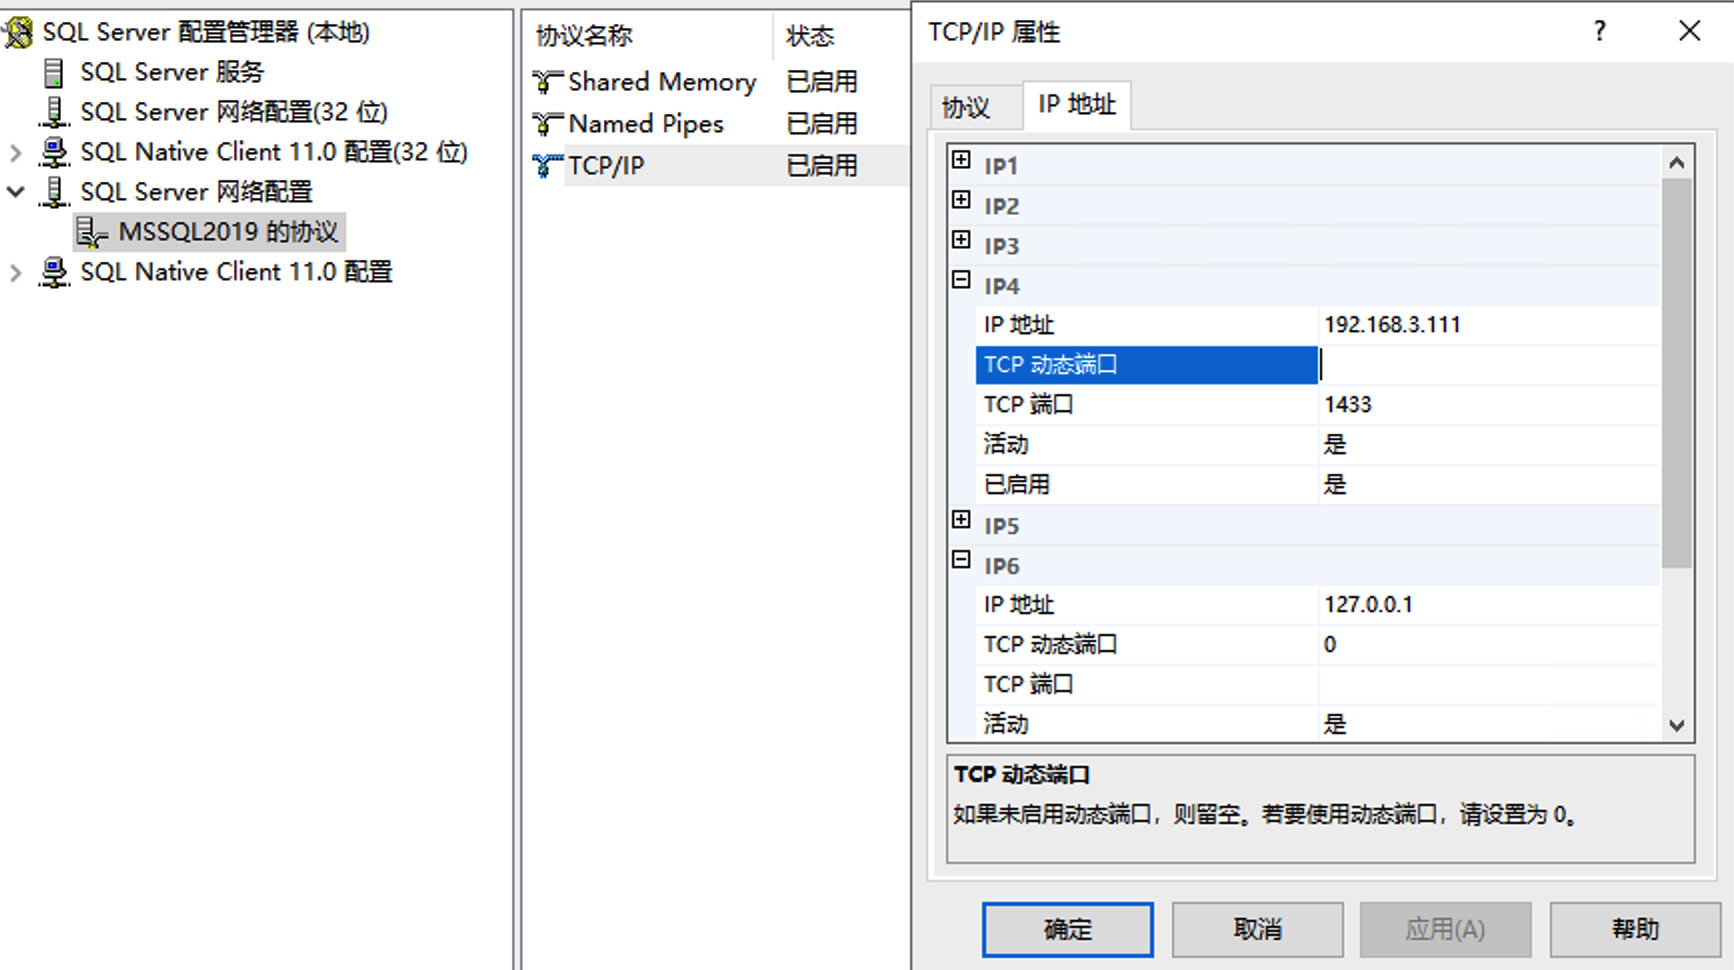 SQL Server 配置管理器 (本地)
SQL Server 服务
SQL Server 网络配置(32 位)
SQL Native Client 11.0 配置(32 位)
SQL Server 网络配置
MSSQL2019 的协议
SQL Native Client 11.0 配置
协议名称 状态
Shared Memory 已启用
Named Pipes 已启用
TCP/IP 已启用
TCP/IP 属性
协议 IP 地址
IP1
IP2
IP3
IP4
IP 地址 192.168.3.111
TCP 动态端口
TCP 端口 1433
活动 是
已启用 是
IP5
IP6
IP 地址 127.0.0.1
TCP 动态端口 0
TCP 端口
活动 是
TCP 动态端口
如果未启用动态端口，则留空。若要使用动态端口，请设置为 0。
确定 取消 应用(A) 帮助